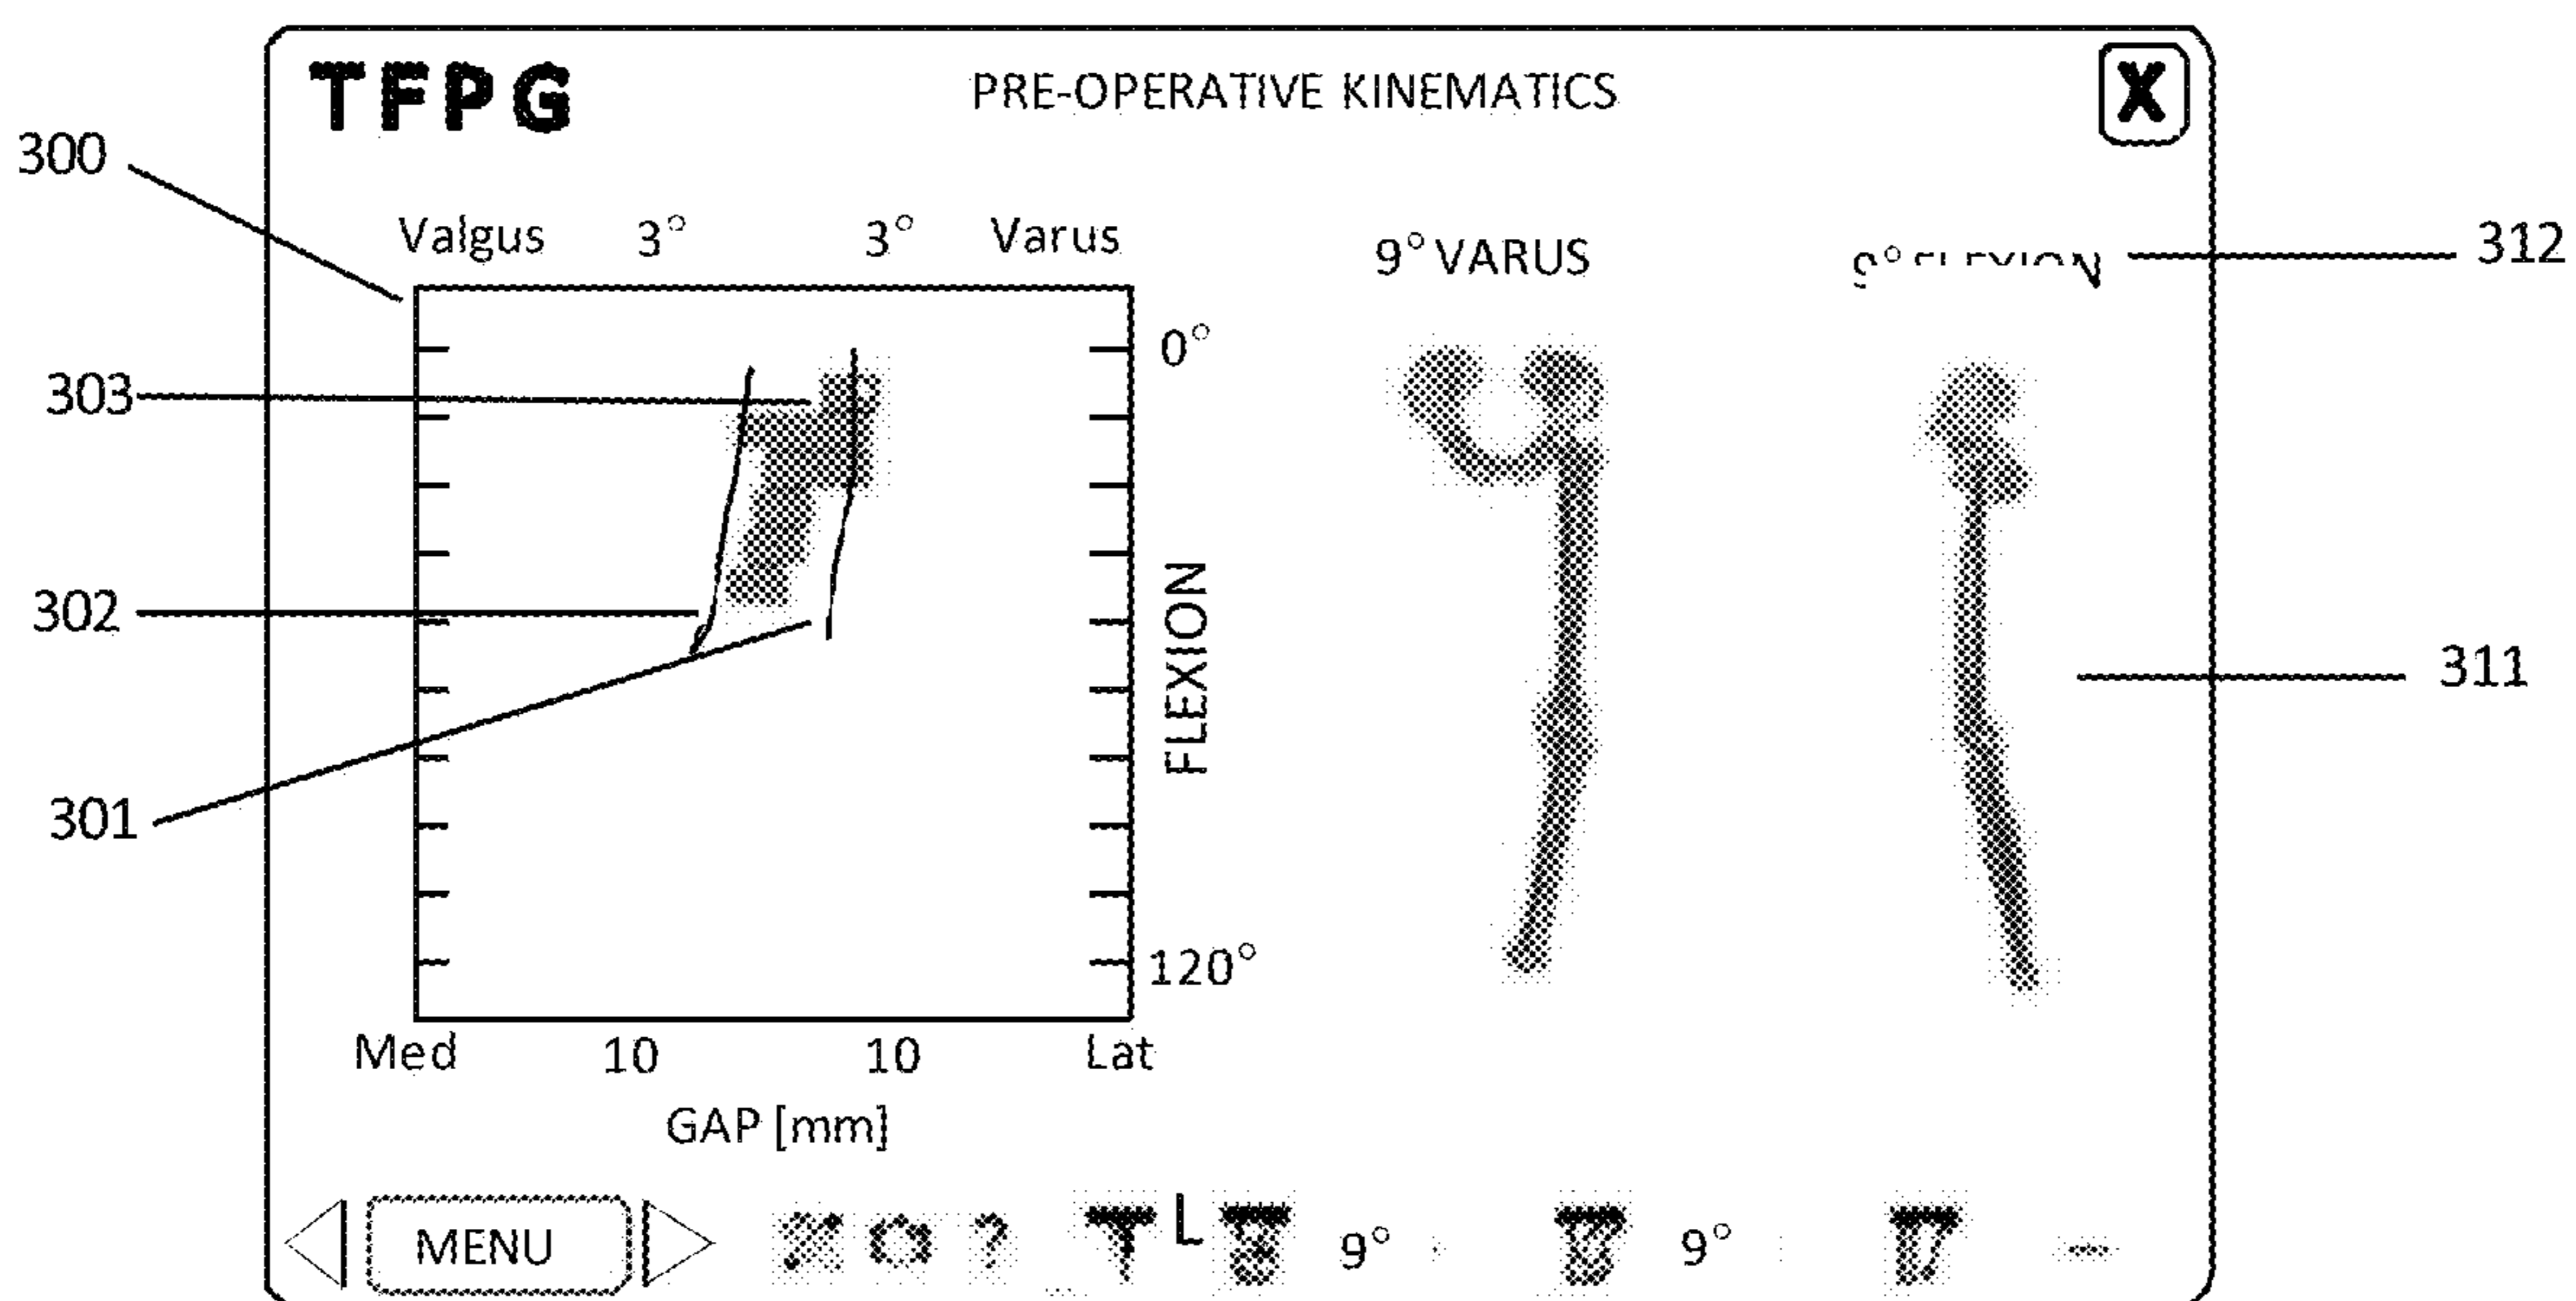 TFPG PRE-OPERATIVE KINEMATICS X
300
Valgus 3° 3° Varus
9° VARUS
312
0°
303
302
FLEXION
311
301
120°
Med 10 10 Lat
GAP [mm]
MENU ? L 9° 9° -